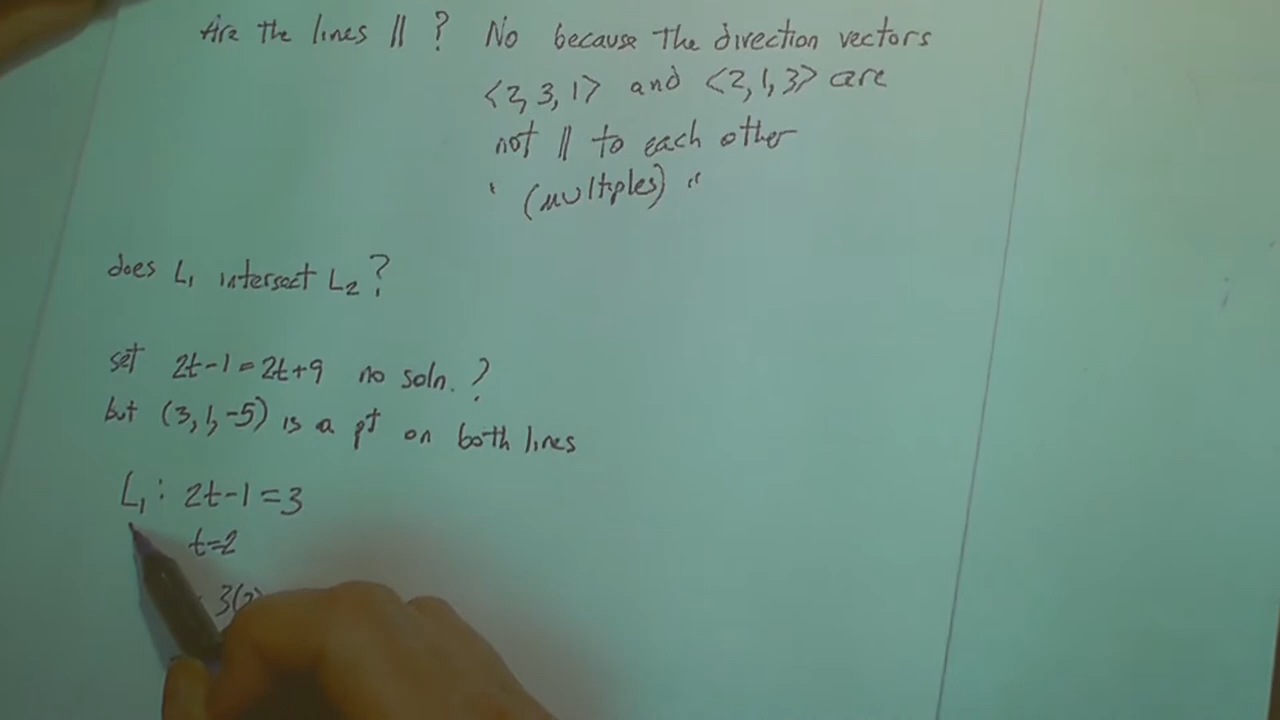 Are the lines || ? No because the direction vectors
<2, 3, 1> and <2, 1, 3> are
not || to each other
" (multiples) "
does L₁ intersect L₂?
set 2t-1=2t+9 no soln. ?
but (3, 1, -5) is a pt on both lines
L₁: 2t-1=3
t=2
3(2)